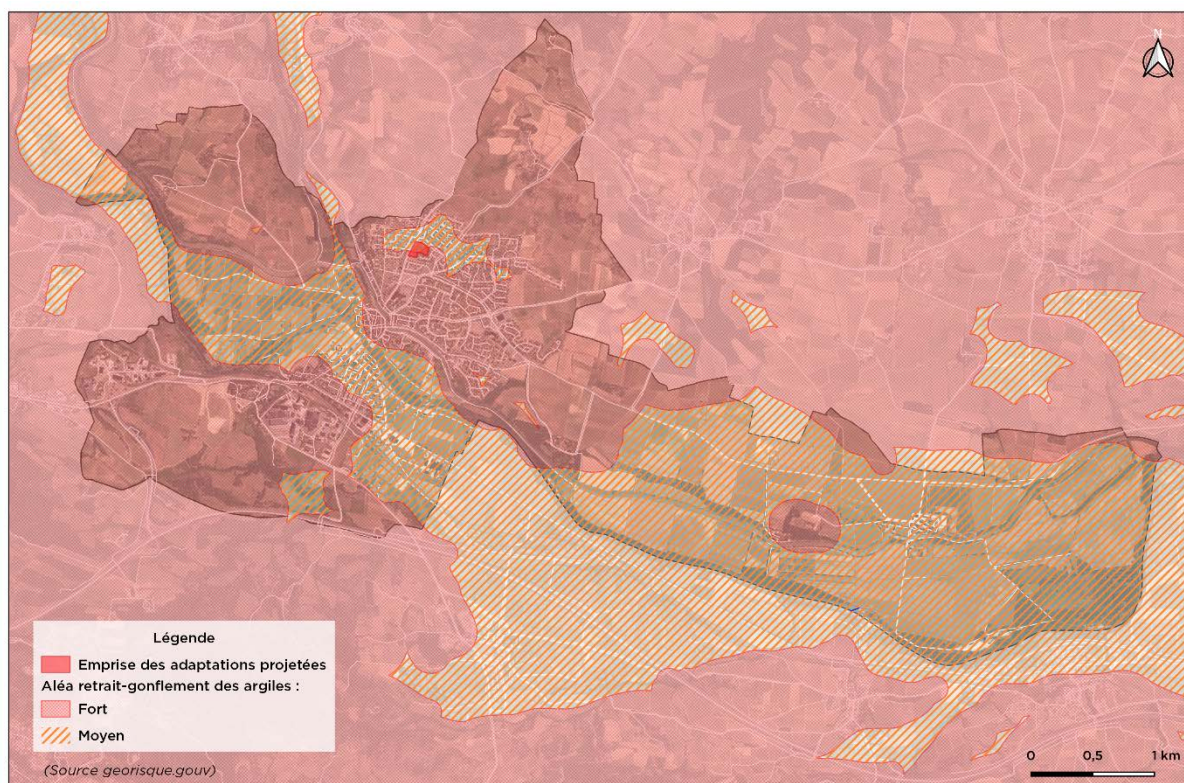 N
Légende
Emprise des adaptations projetées
Aléa retrait-gonflement des argiles :
Fort
Moyen
(Source georisque.gouv)
0 0,5 1 km